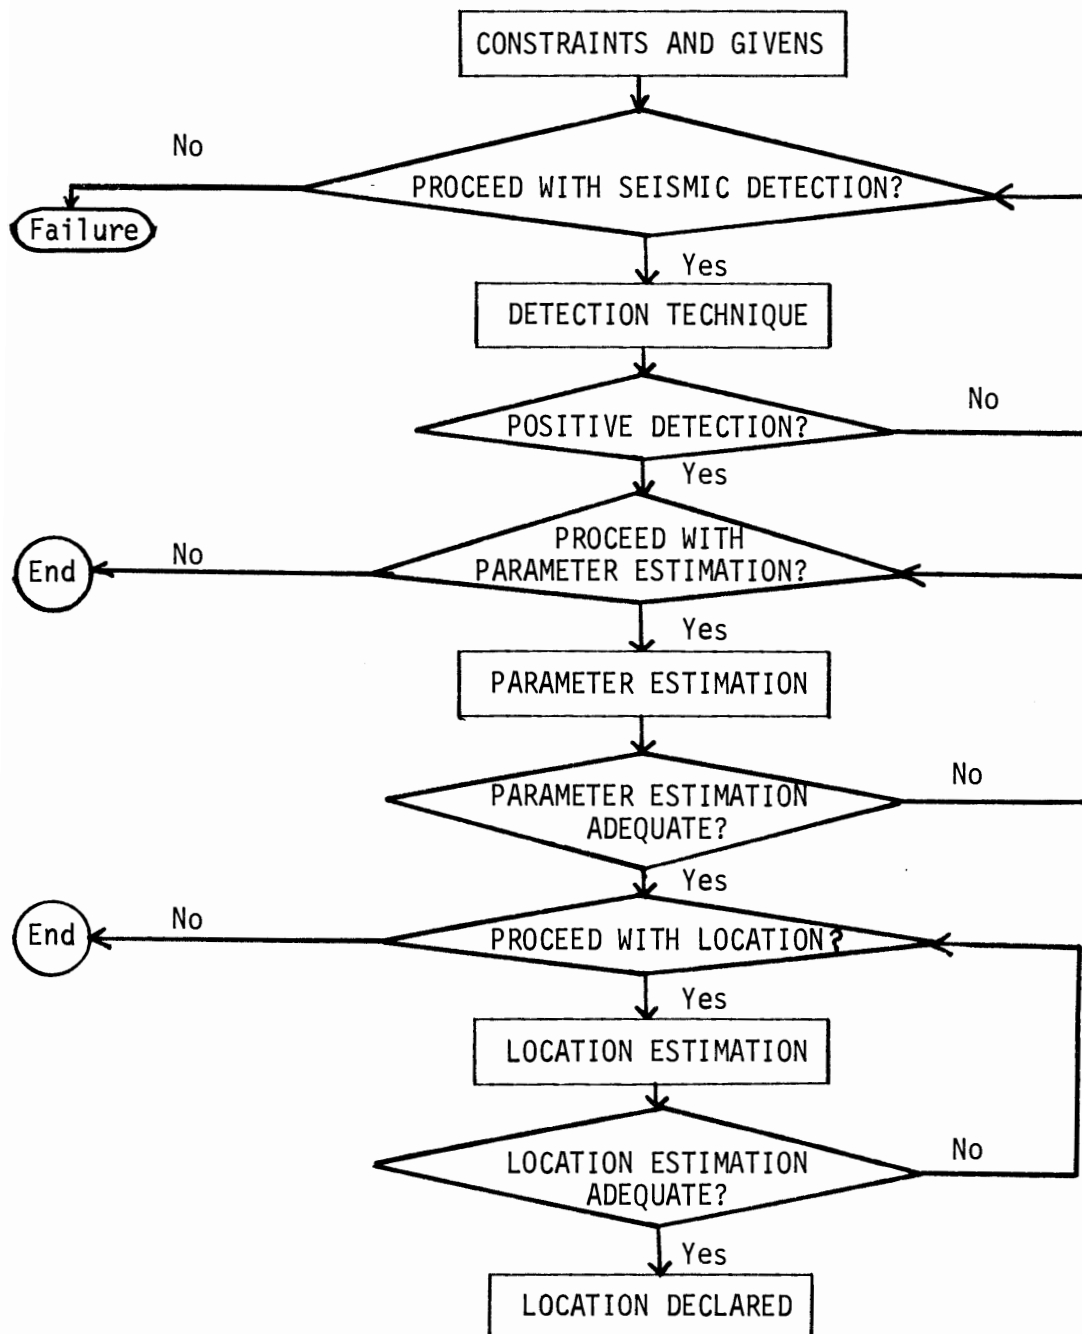 CONSTRAINTS AND GIVENS
No
PROCEED WITH SEISMIC DETECTION?
Failure
Yes
DETECTION TECHNIQUE
No
POSITIVE DETECTION?
Yes
PROCEED WITH
PARAMETER ESTIMATION?
No
End
Yes
PARAMETER ESTIMATION
No
PARAMETER ESTIMATION
ADEQUATE?
Yes
No
End
PROCEED WITH LOCATION?
Yes
LOCATION ESTIMATION
No
LOCATION ESTIMATION
ADEQUATE?
Yes
LOCATION DECLARED